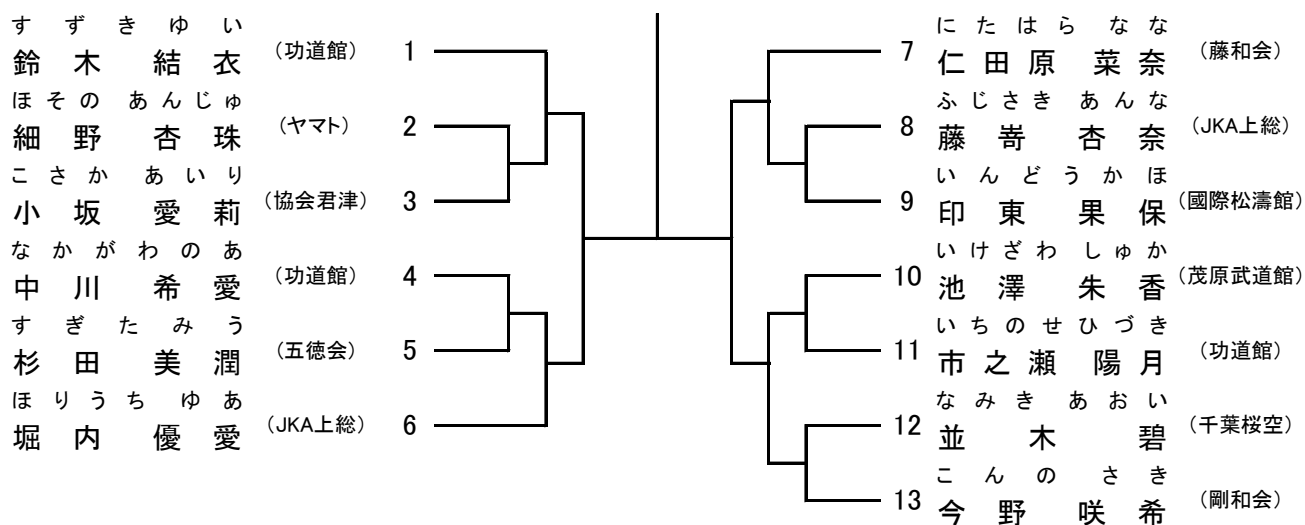 すずきゆい
鈴木 結衣 (功道館) 1
ほその あんじゅ
細野 杏珠 (ヤマト) 2
こさか あいり
小坂 愛莉 (協会君津) 3
なかがわのあ
中川 希愛 (功道館) 4
すぎたみう
杉田 美潤 (五徳会) 5
ほりうち ゆあ
堀内 優愛 (JKA上総) 6
にたはら なな
7 仁田原 菜奈 (藤和会)
ふじさき あんな
8 藤嵜 杏奈 (JKA上総)
いんどうかほ
9 印東 果保 (國際松濤館)
いけざわ しゅか
10 池澤 朱香 (茂原武道館)
いちのせひづき
11 市之瀬 陽月 (功道館)
なみき あおい
12 並木 碧 (千葉桜空)
こんの さき
13 今野 咲希 (剛和会)